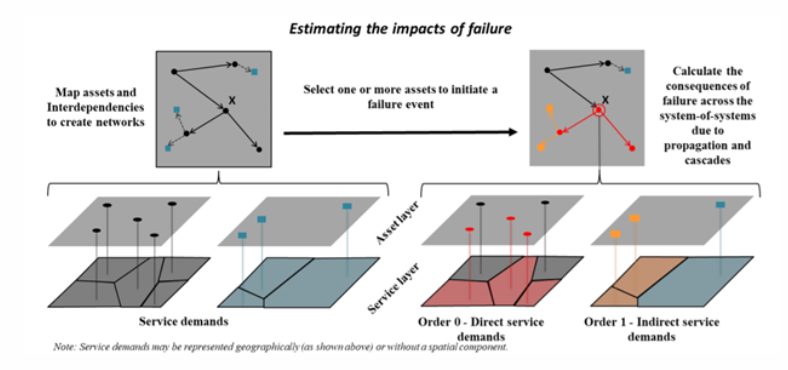 Estimating the impacts of failure
Map assets and
Interdependencies
to create networks
X
Select one or more assets to initiate a
failure event
X
Calculate the
consequences of
failure across the
system-of-systems
due to
propagation and
cascades
Asset layer
Service layer
Service demands
Order 0 - Direct service
demands
Order 1 - Indirect service
demands
Note: Service demands may be represented geographically (as shown above) or without a spatial component.